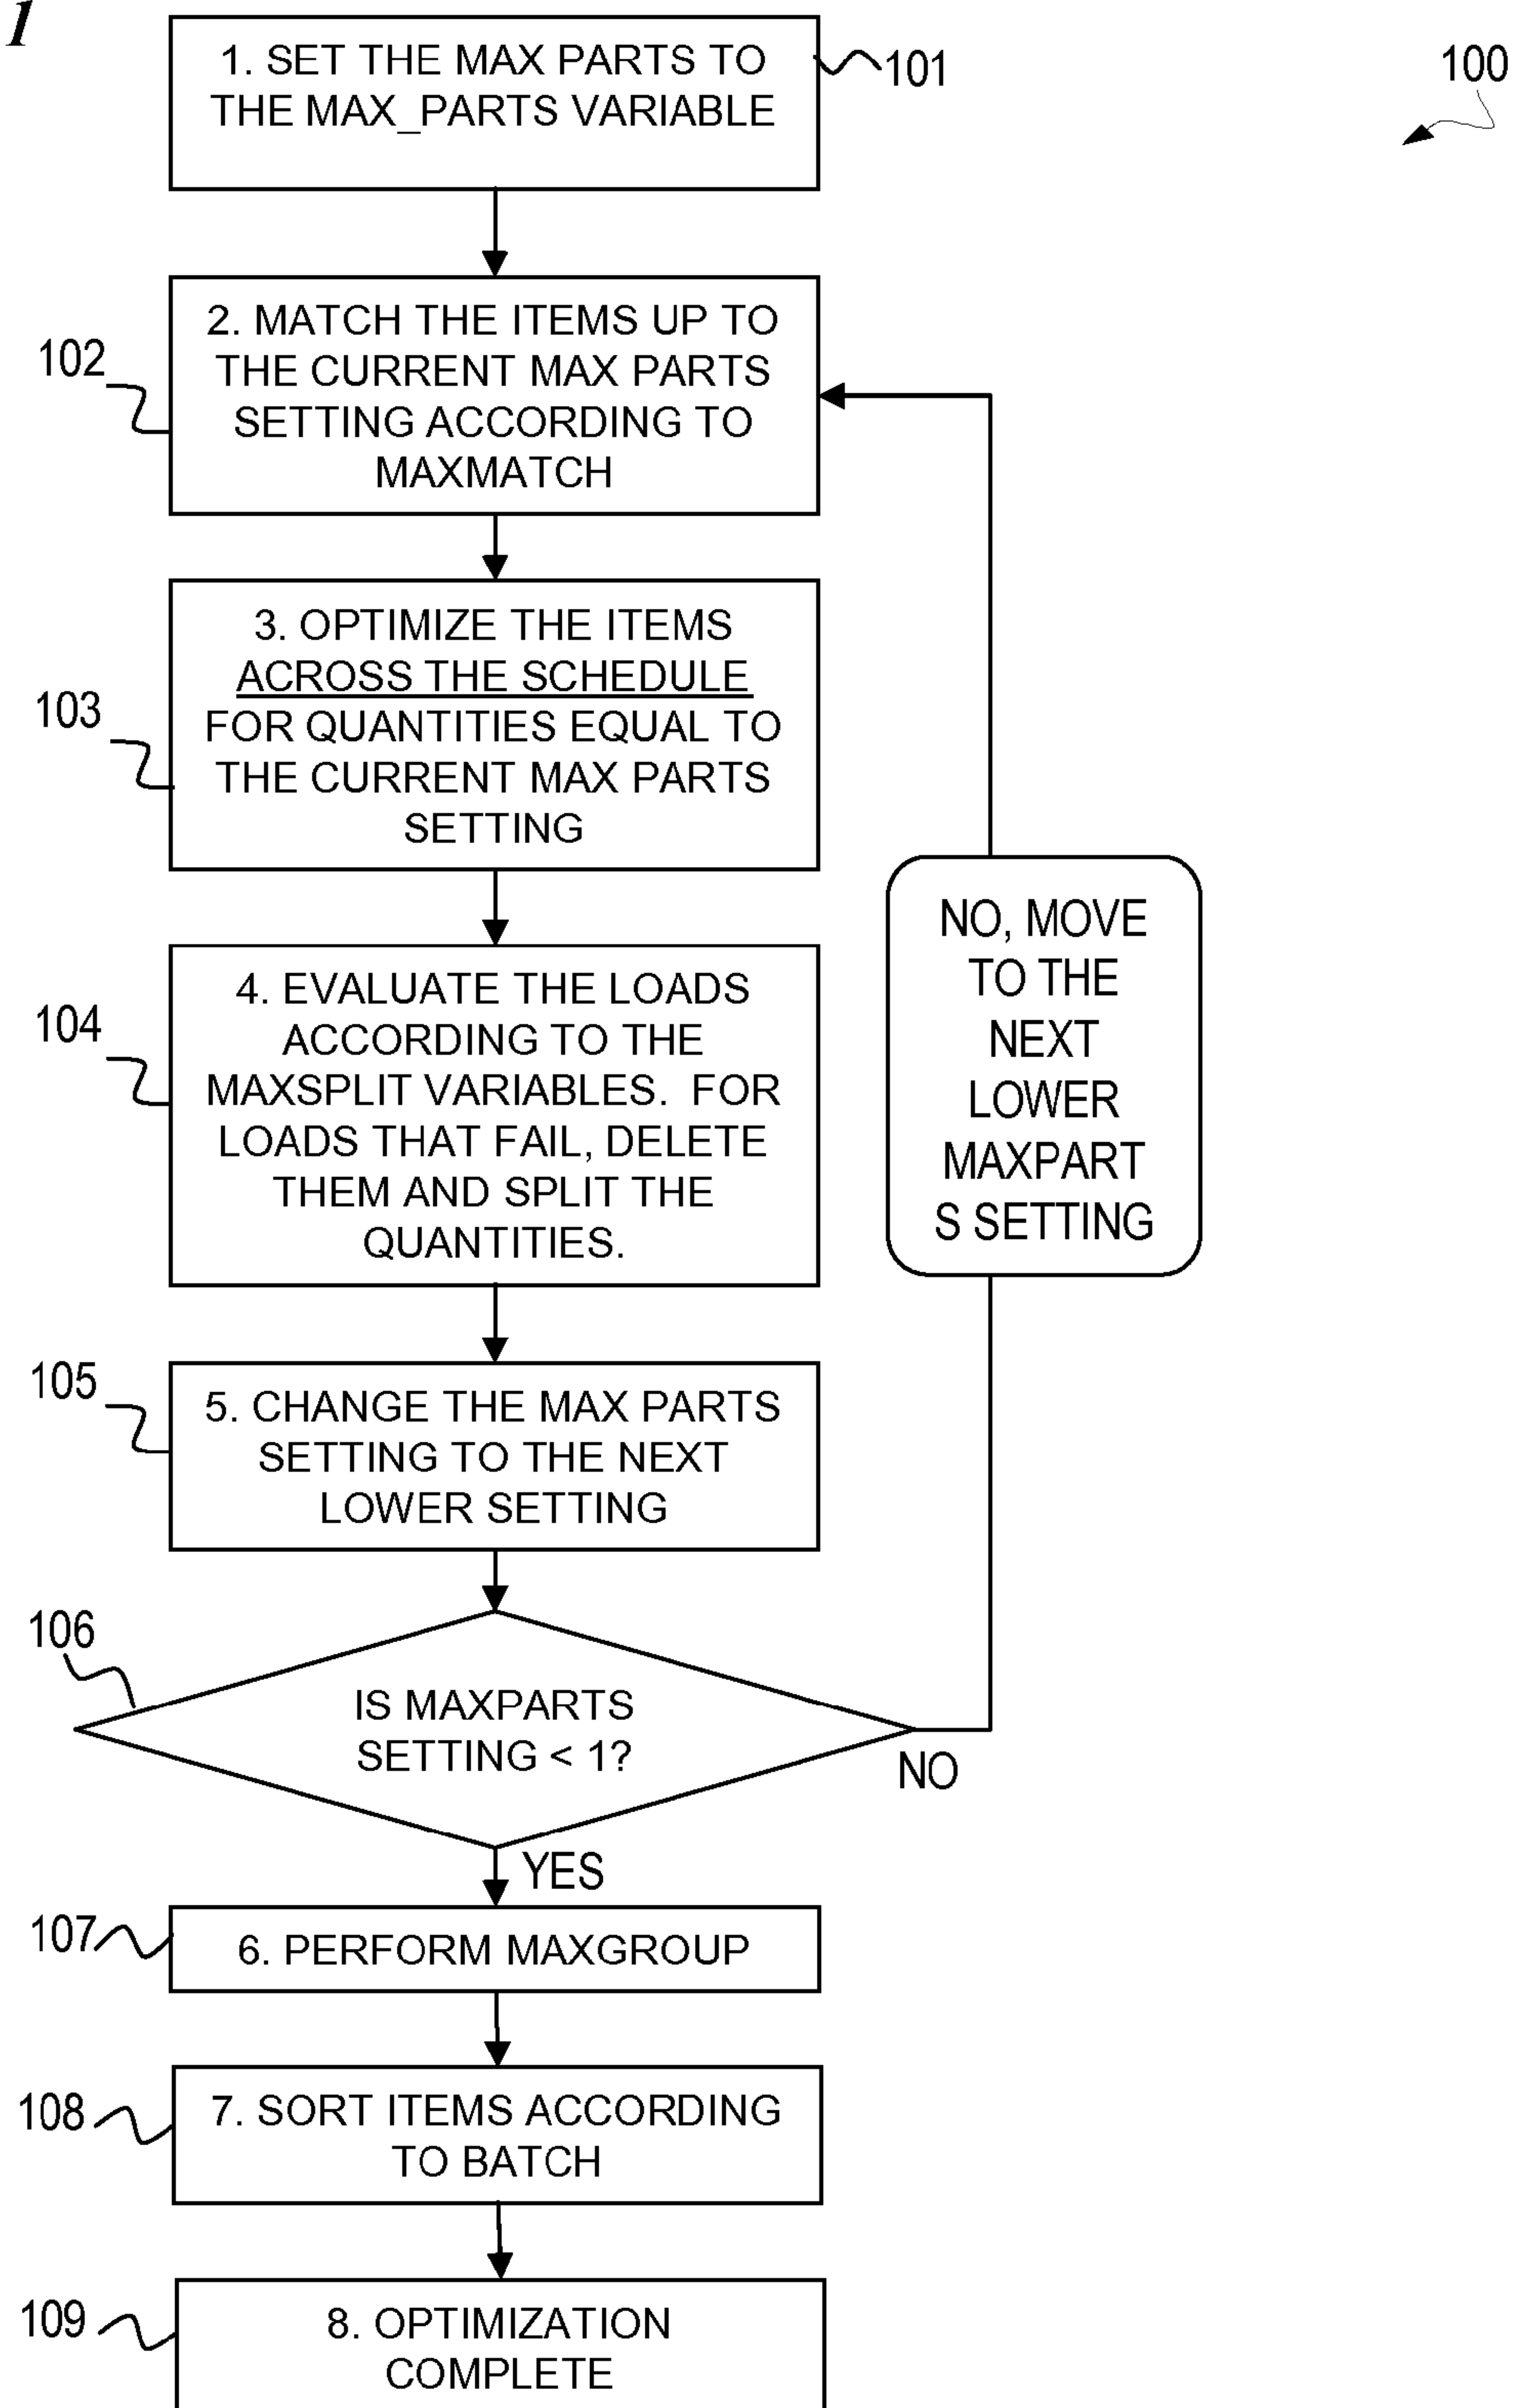 1
1. SET THE MAX PARTS TO
THE MAX_PARTS VARIABLE
101
100
2. MATCH THE ITEMS UP TO
THE CURRENT MAX PARTS
SETTING ACCORDING TO
MAXMATCH
102
3. OPTIMIZE THE ITEMS
ACROSS THE SCHEDULE
FOR QUANTITIES EQUAL TO
THE CURRENT MAX PARTS
SETTING
103
NO, MOVE
TO THE
NEXT
LOWER
MAXPART
S SETTING
4. EVALUATE THE LOADS
ACCORDING TO THE
MAXSPLIT VARIABLES. FOR
LOADS THAT FAIL, DELETE
THEM AND SPLIT THE
QUANTITIES.
104
5. CHANGE THE MAX PARTS
SETTING TO THE NEXT
LOWER SETTING
105
106
IS MAXPARTS
SETTING < 1?
NO
YES
107
6. PERFORM MAXGROUP
108
7. SORT ITEMS ACCORDING
TO BATCH
109
8. OPTIMIZATION
COMPLETE